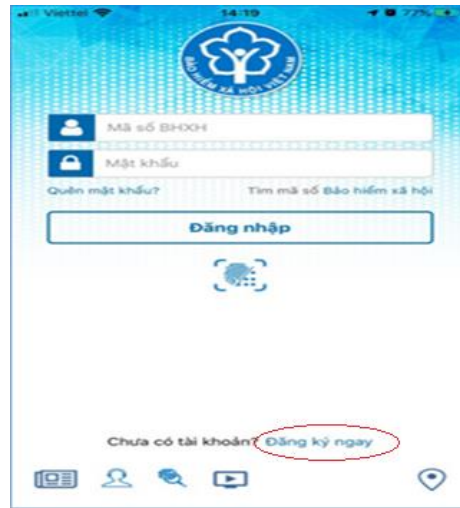 Viettel 14:19 77%
BẢO HIỂM XÃ HỘI VIỆT NAM
Mã số BHXH
Mật khẩu
Quên mật khẩu? Tìm mã số Bảo hiểm xã hội
Đăng nhập
Chưa có tài khoản? Đăng ký ngay